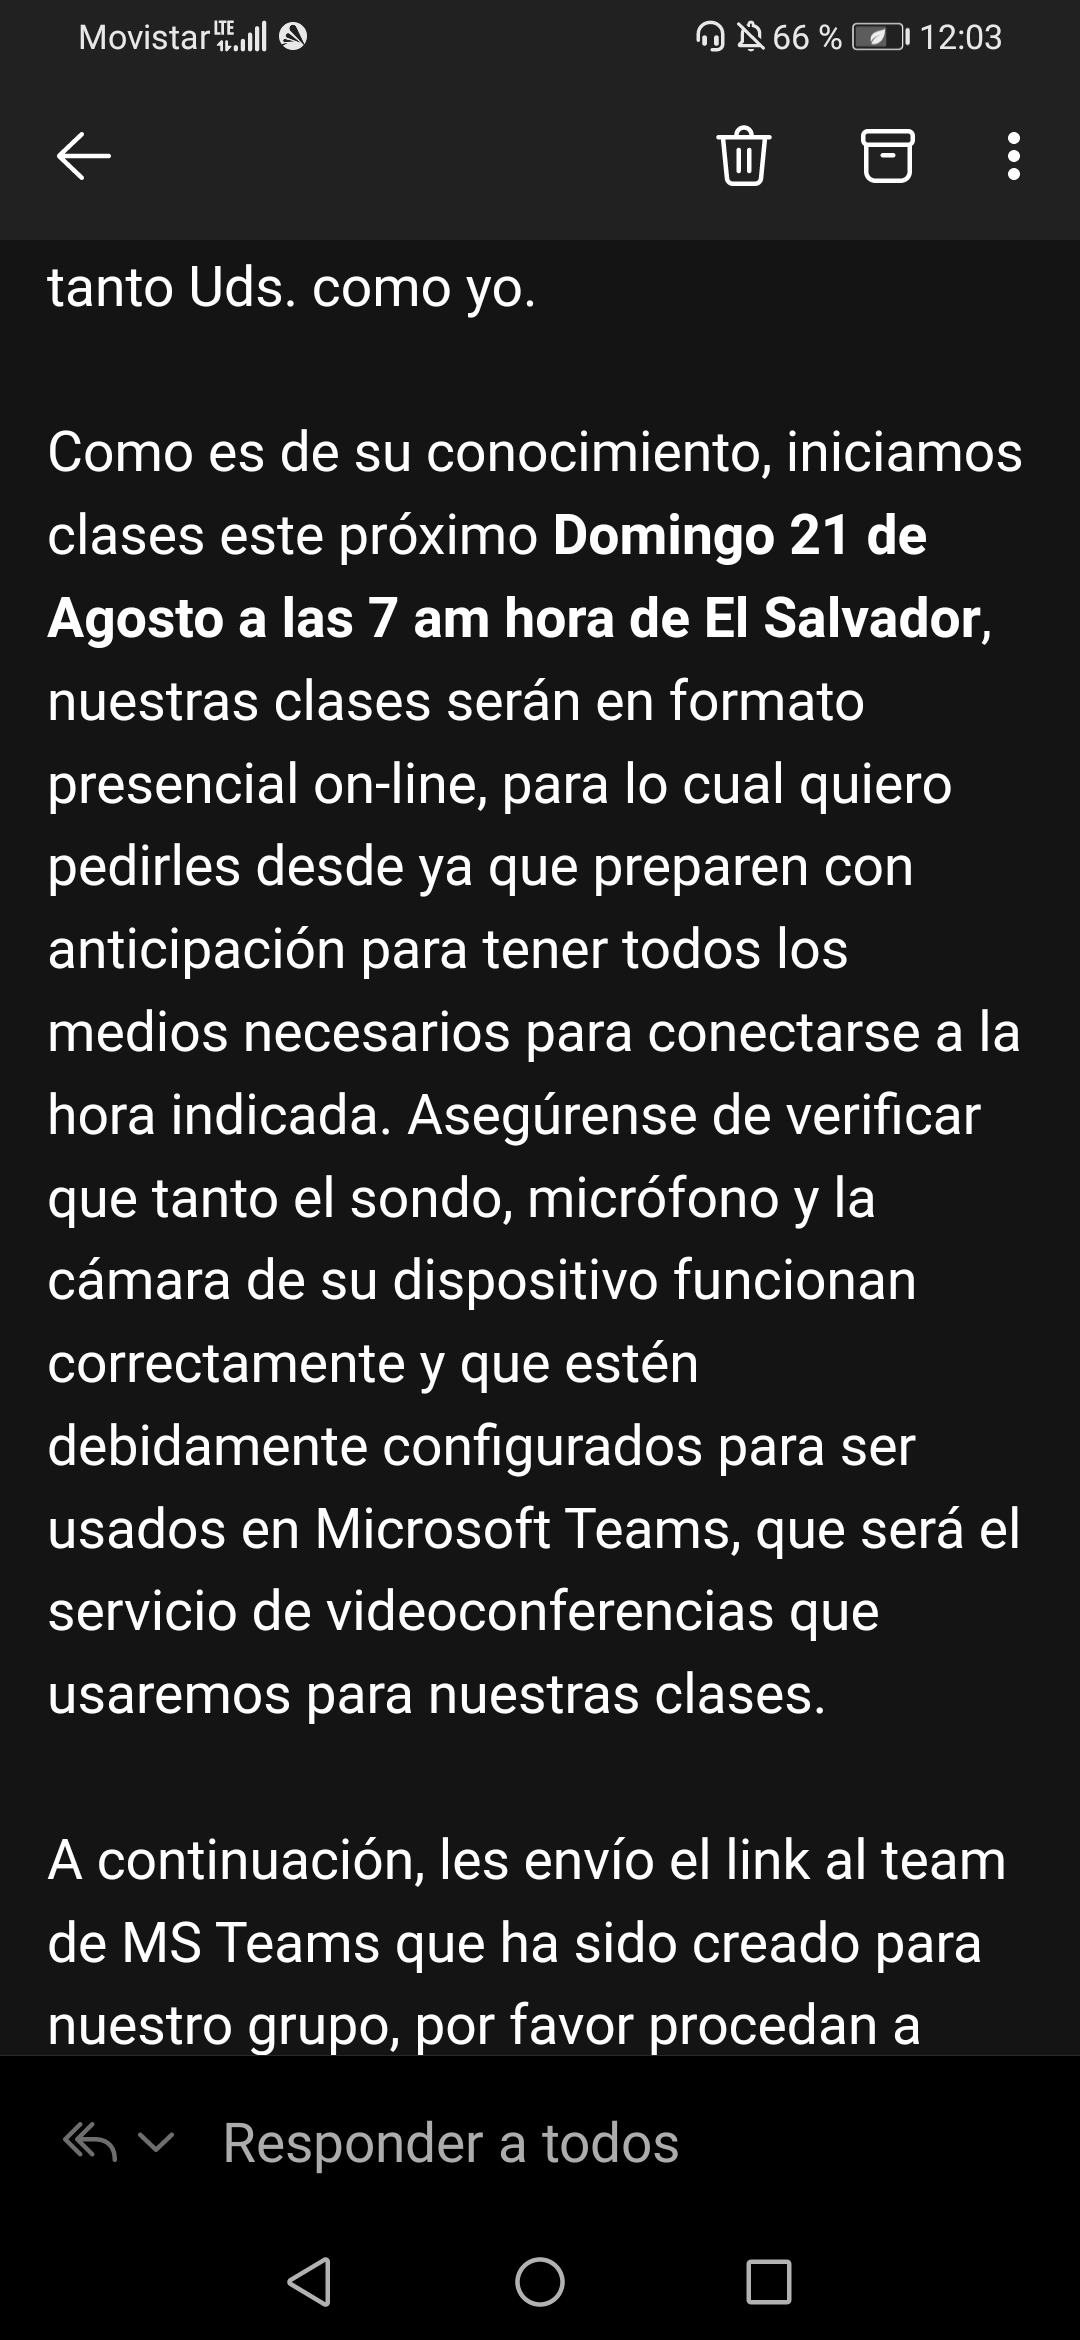 Movistar LTE 66 % 12:03
tanto Uds. como yo.
Como es de su conocimiento, iniciamos
clases este próximo Domingo 21 de
Agosto a las 7 am hora de El Salvador,
nuestras clases serán en formato
presencial on-line, para lo cual quiero
pedirles desde ya que preparen con
anticipación para tener todos los
medios necesarios para conectarse a la
hora indicada. Asegúrense de verificar
que tanto el sondo, micrófono y la
cámara de su dispositivo funcionan
correctamente y que estén
debidamente configurados para ser
usados en Microsoft Teams, que será el
servicio de videoconferencias que
usaremos para nuestras clases.
A continuación, les envío el link al team
de MS Teams que ha sido creado para
nuestro grupo, por favor procedan a
Responder a todos